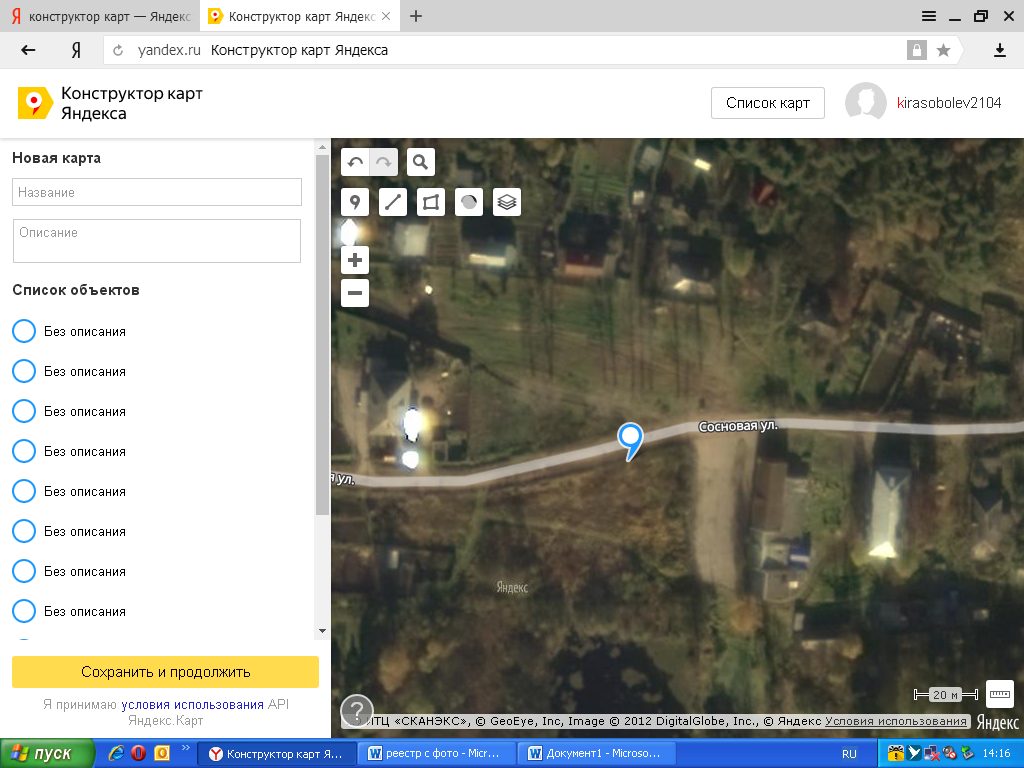 конструктор карт — Яндекс
Конструктор карт Яндекс
yandex.ru Конструктор карт Яндекса
Конструктор карт
Яндекса
Список карт
kirasobolev2104
Новая карта
Название
Описание
Список объектов
Без описания
Без описания
Без описания
Без описания
Без описания
Без описания
Без описания
Без описания
Сохранить и продолжить
Я принимаю условия использования API
Яндекс.Карт
Сосновая ул.
я ул.
Яндекс
20 м
?
НТЦ «СКАНЭКС», © GeoEye, Inc, Image © 2012 DigitalGlobe, Inc., © Яндекс Условия использования
Яндекс
пуск
Конструктор карт Я...
реестр с фото - Micr...
Документ1 - Microso...
RU
14:16